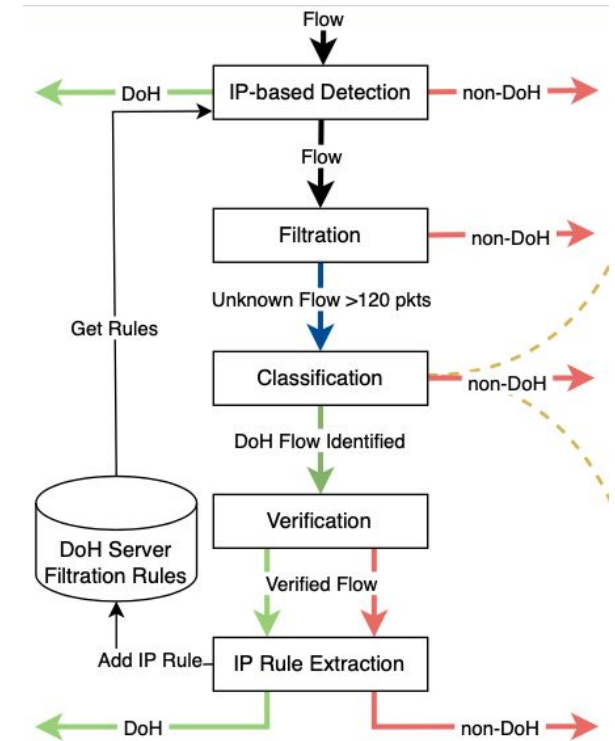 Flow
DoH
IP-based Detection
non-DoH
Flow
Filtration
non-DoH
Unknown Flow >120 pkts
Get Rules
Classification
non-DoH
DoH Flow Identified
Verification
DoH Server
Filtration Rules
Verified Flow
Add IP Rule
IP Rule Extraction
DoH
non-DoH